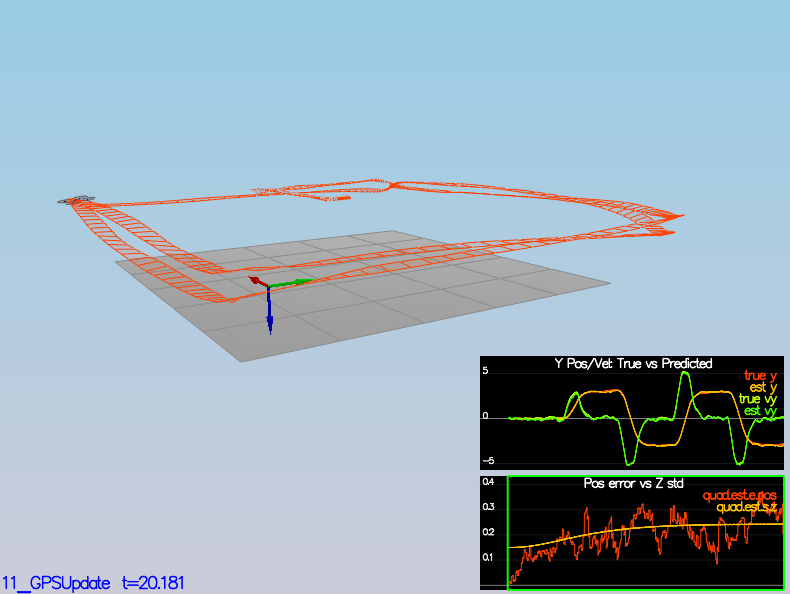 Y Pos/Vel: True vs Predicted
5
true y
est y
true vy
0
est vy
-5
Pos error vs Z std
0.4
quad.est.e.pos
0.3
quad.est.s.z
0.2
0.1
11_GPSUpdate t=20.181